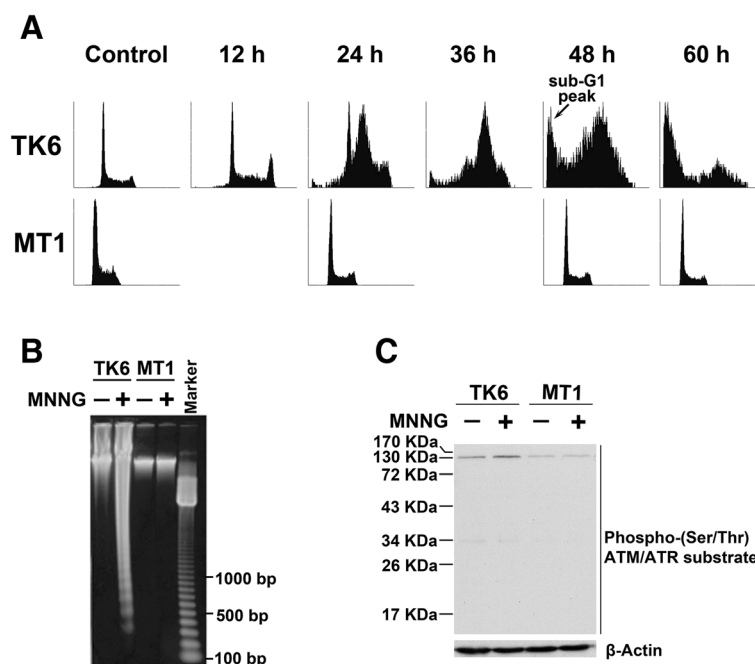 A
Control 12 h 24 h 36 h 48 h 60 h
sub-G1
peak
TK6
MT1
B
TK6 MT1
Marker
MNNG − + − +
1000 bp
500 bp
100 bp
C
TK6 MT1
MNNG − + − +
170 KDa
130 KDa
72 KDa
43 KDa
34 KDa
26 KDa
17 KDa
Phospho-(Ser/Thr)
ATM/ATR substrate
β-Actin